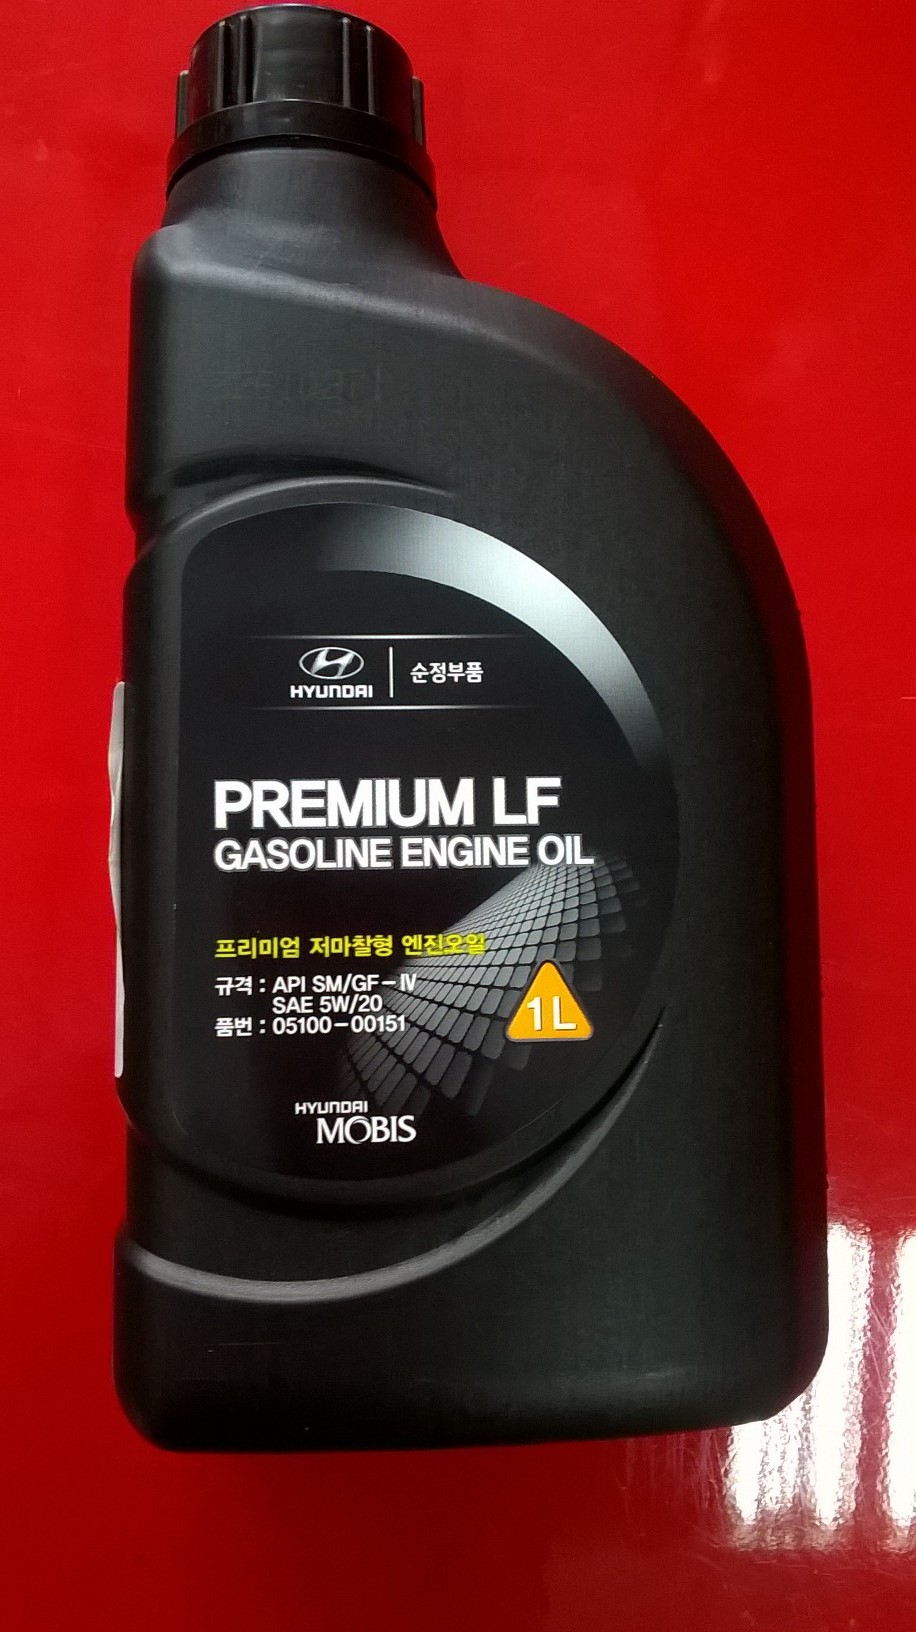 HYUNDAI 순정부품
PREMIUM LF
GASOLINE ENGINE OIL
프리미엄 저마찰형 엔진오일
규격 : API SM/GF-Ⅳ
SAE 5W/20
품번 : 05100-00151
1L
HYUNDAI
MOBIS